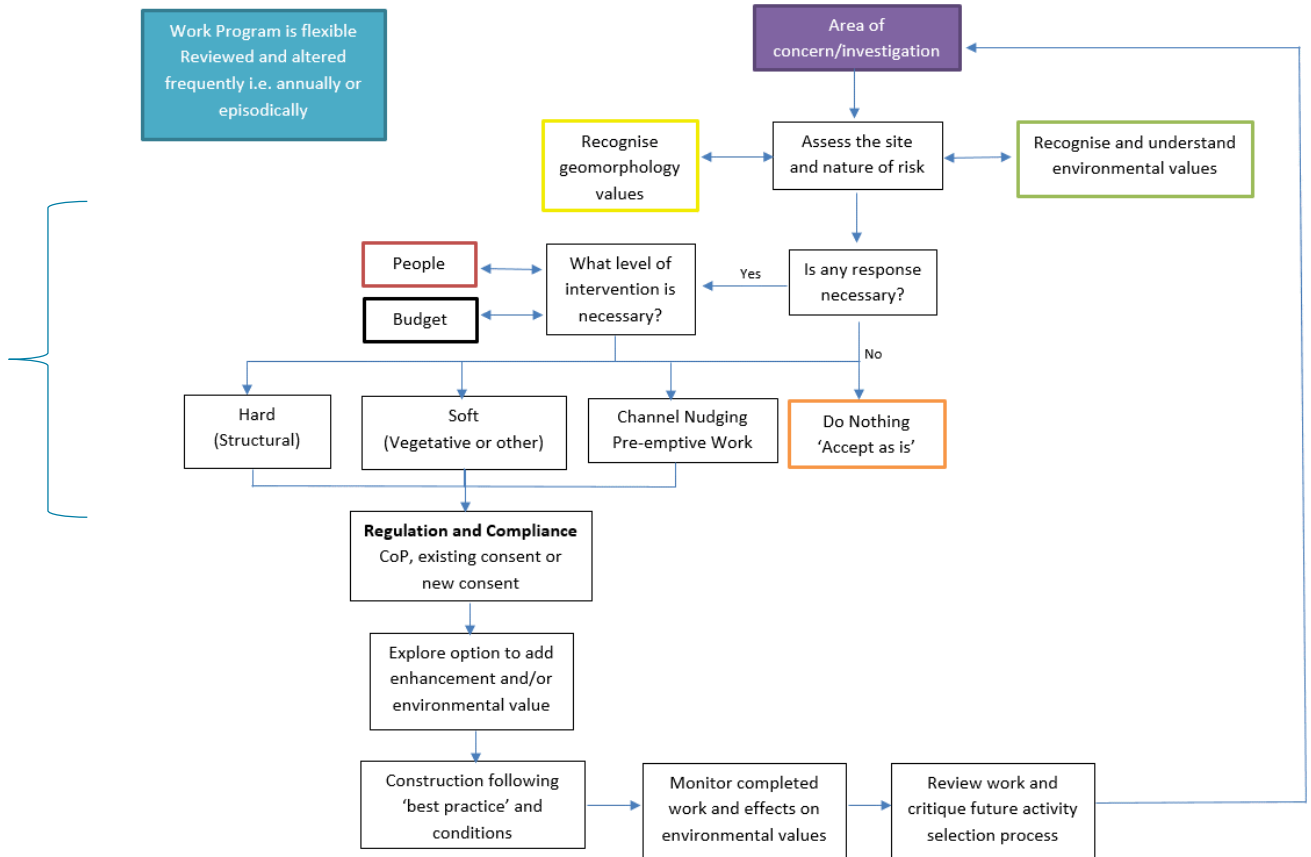 Work Program is flexible
Reviewed and altered
frequently i.e. annually or
episodically
Area of
concern/investigation
Recognise
geomorphology
values
Assess the site
and nature of risk
Recognise and understand
environmental values
People
Budget
What level of
intervention is
necessary?
Yes
Is any response
necessary?
No
Hard
(Structural)
Soft
(Vegetative or other)
Channel Nudging
Pre-emptive Work
Do Nothing
‘Accept as is’
Regulation and Compliance
CoP, existing consent or
new consent
Explore option to add
enhancement and/or
environmental value
Construction following
‘best practice’ and
conditions
Monitor completed
work and effects on
environmental values
Review work and
critique future activity
selection process